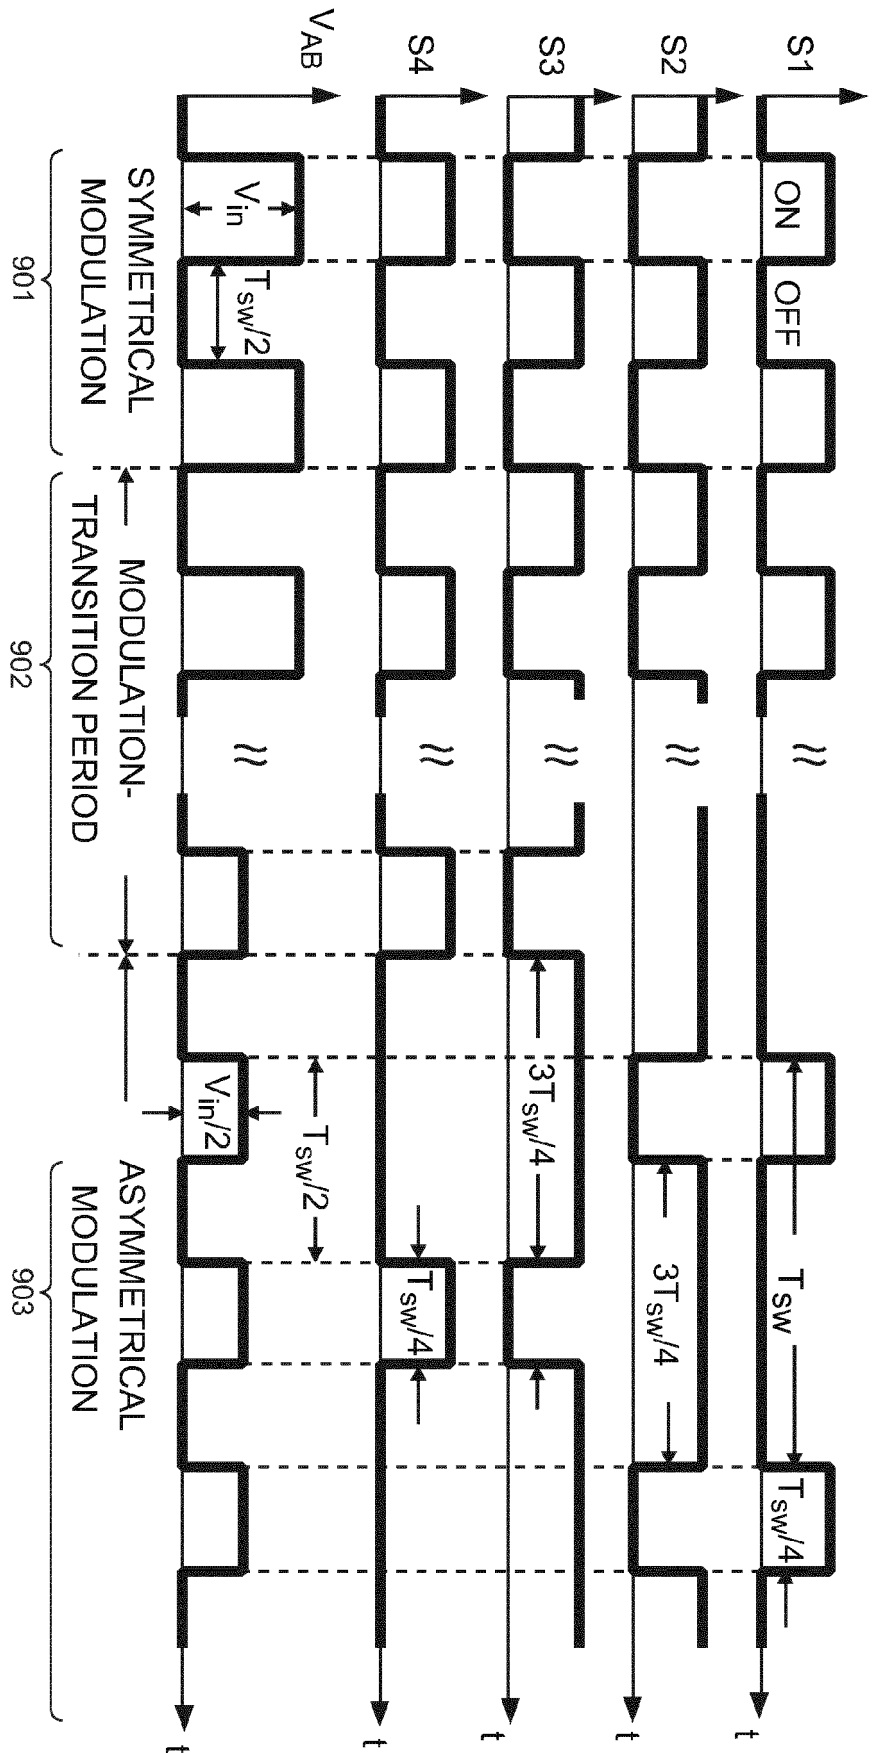 S1
ON
OFF
T_sw
T_sw/4
t
S2
3T_sw/4
t
S3
3T_sw/4
t
S4
T_sw/4
t
V_AB
V_in
T_sw/2
T_sw/2
V_in/2
t
SYMMETRICAL
MODULATION
901
MODULATION-
TRANSITION PERIOD
902
ASYMMETRICAL
MODULATION
903